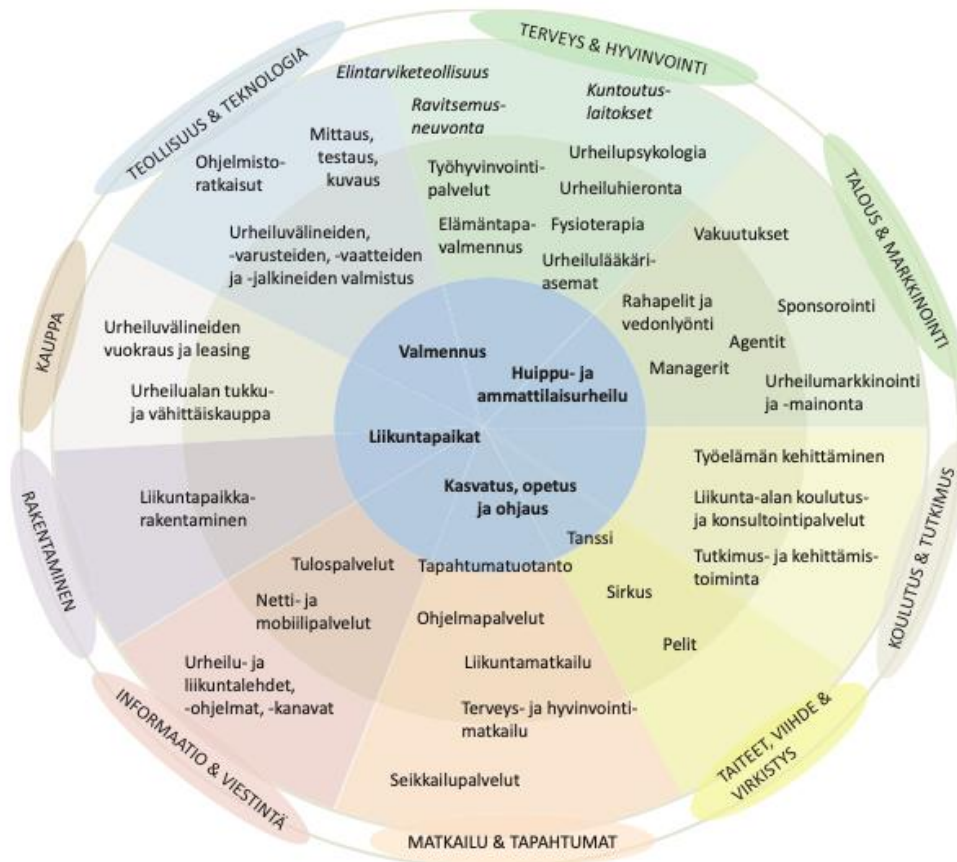 TERVEYS & HYVINVOINTI
TEOLLISUUS & TEKNOLOGIA
Elintarviketeollisuus
Ravitsemus-
neuvonta
Kuntoutus-
laitokset
Mittaus,
testaus,
kuvaus
Ohjelmisto-
ratkaisut
Työhyvinvointi-
palvelut
Urheilupsykologia
Urheiluhieronta
Elämäntapa-
valmennus
Fysioterapia
Urheilulääkäri-
asemat
Urheiluvälineiden,
-varusteiden, -vaatteiden
ja -jalkineiden valmistus
TALOUS & MARKKINOINTI
Vakuutukset
Rahapelit ja
vedonlyönti
Sponsorointi
Agentit
Managerit
Urheilumarkkinointi
ja -mainonta
KAUPPA
Urheiluvälineiden
vuokraus ja leasing
Urheilualan tukku-
ja vähittäiskauppa
Valmennus
Huippu- ja
ammattilaisurheilu
Liikuntapaikat
Kasvatus, opetus
ja ohjaus
KOULUTUS & TUTKIMUS
Työelämän kehittäminen
Liikunta-alan koulutus-
ja konsultointipalvelut
Tutkimus- ja kehittämis-
toiminta
RAKENTAMINEN
Liikuntapaikka-
rakentaminen
Tanssi
Sirkus
Pelit
TAITEET, VIIHDE &
VIRKISTYS
Tulospalvelut
Netti- ja
mobiilipalvelut
Urheilu- ja
liikuntalehdet,
-ohjelmat, -kanavat
INFORMAATIO & VIESTINTÄ
Tapahtumatuotanto
Ohjelmapalvelut
Liikuntamatkailu
Terveys- ja hyvinvointi-
matkailu
Seikkailupalvelut
MATKAILU & TAPAHTUMAT